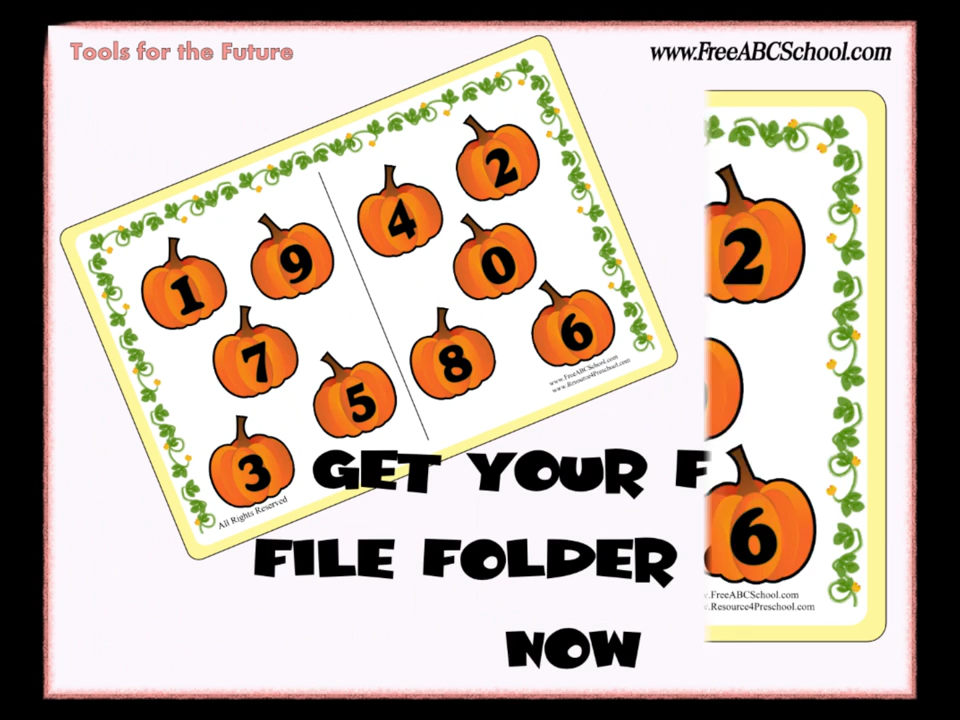 Tools for the Future
www.FreeABCSchool.com
2
4
9
0
1
2
7
8
6
5
3
6
www.FreeABCSchool.com
www.Resource4Preschool.com
All Rights Reserved
GET YOUR F
FILE FOLDER
NOW
.FreeABCSchool.com
.Resource4Preschool.com